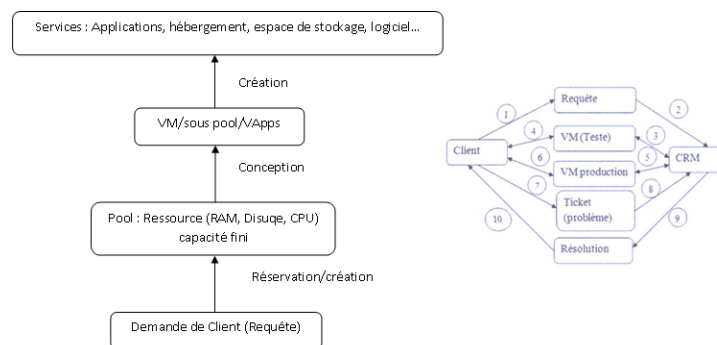 Services : Applications, hébergement, espace de stockage, logiciel...
Création
VM/sous pool/VApps
Conception
Pool : Ressource (RAM, Disuqe, CPU)
capacité fini
Réservation/création
Demande de Client (Requête)
Requête
1
2
4
VM (Teste)
3
Client
6
VM production
5
CRM
7
Ticket
(problème)
8
10
9
Résolution